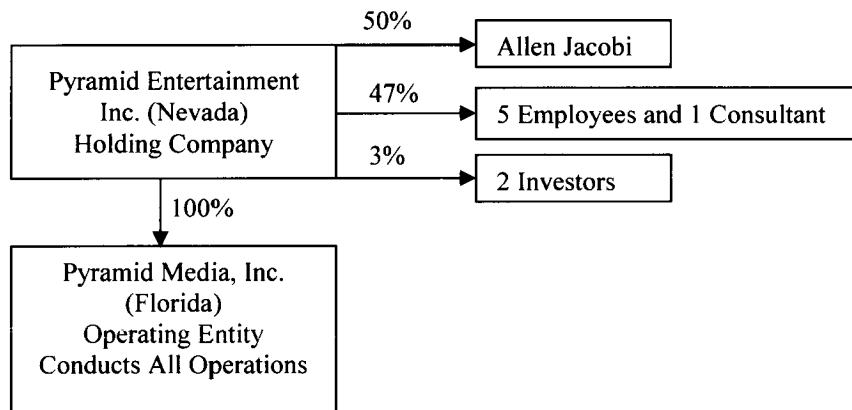 50%
Allen Jacobi
Pyramid Entertainment
Inc. (Nevada)
Holding Company
47%
5 Employees and 1 Consultant
3%
2 Investors
100%
Pyramid Media, Inc.
(Florida)
Operating Entity
Conducts All Operations